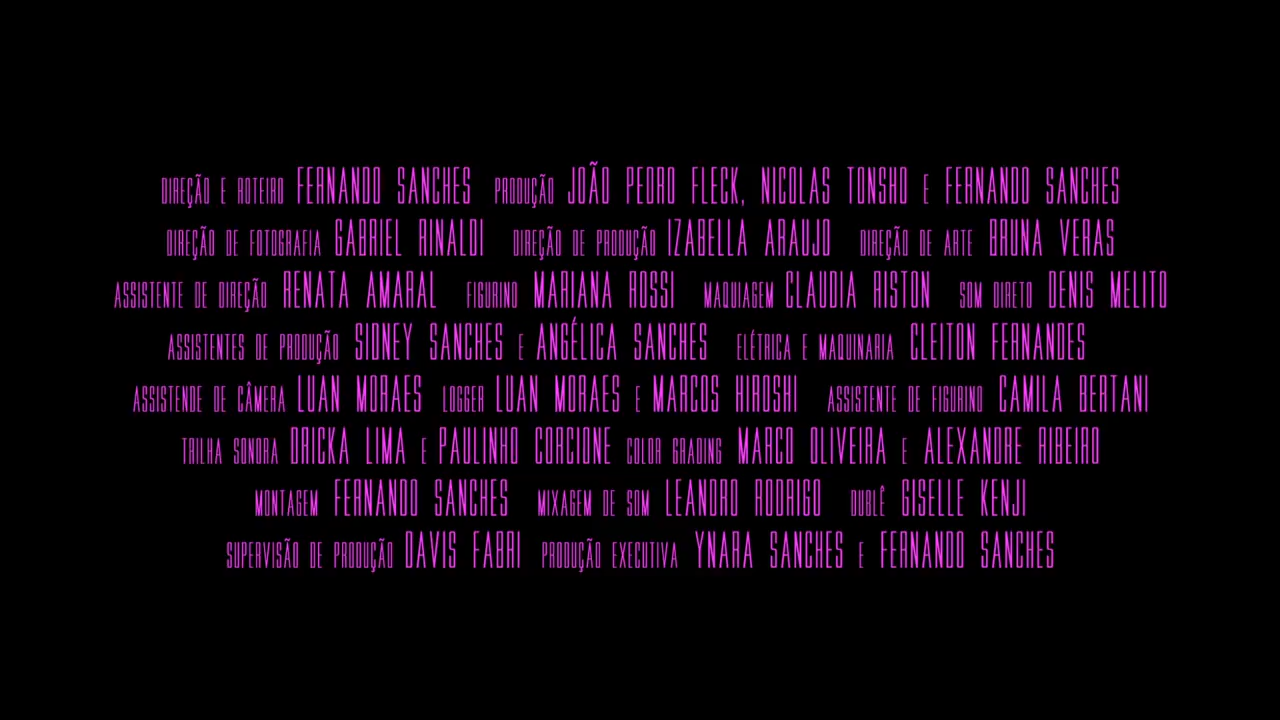 DIREÇÃO E ROTEIRO FERNANDO SANCHES PRODUÇÃO JOÃO PEDRO FLECK, NICOLAS TONSHO E FERNANDO SANCHES
DIREÇÃO DE FOTOGRAFIA GABRIEL RINALDI DIREÇÃO DE PRODUÇÃO IZABELLA ARAUJO DIREÇÃO DE ARTE BRUNA VERAS
ASSISTENTE DE DIREÇÃO RENATA AMARAL FIGURINO MARIANA ROSSI MAQUIAGEM CLAUDIA RISTON SOM DIRETO DENIS MELITO
ASSISTENTES DE PRODUÇÃO SIDNEY SANCHES E ANGÉLICA SANCHES ELÉTRICA E MAQUINARIA CLEITON FERNANDES
ASSISTENDE DE CÂMERA LUAN MORAES LOGGER LUAN MORAES E MARCOS HIROSHI ASSISTENTE DE FIGURINO CAMILA BERTANI
TRILHA SONORA DRICKA LIMA E PAULINHO CORCIONE COLOR GRADING MARCO OLIVEIRA E ALEXANDRE RIBEIRO
MONTAGEM FERNANDO SANCHES MIXAGEM DE SOM LEANDRO RODRIGO DUBLÊ GISELLE KENJI
SUPERVISÃO DE PRODUÇÃO DAVIS FABRI PRODUÇÃO EXECUTIVA YNARA SANCHES E FERNANDO SANCHES